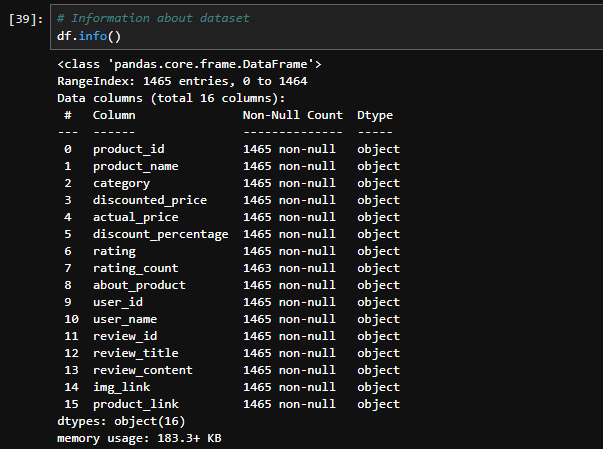 [39]: # Information about dataset
df.info()
<class 'pandas.core.frame.DataFrame'>
RangeIndex: 1465 entries, 0 to 1464
Data columns (total 16 columns):
 #   Column               Non-Null Count  Dtype
---  ------               --------------  -----
 0   product_id           1465 non-null   object
 1   product_name         1465 non-null   object
 2   category             1465 non-null   object
 3   discounted_price     1465 non-null   object
 4   actual_price         1465 non-null   object
 5   discount_percentage  1465 non-null   object
 6   rating               1465 non-null   object
 7   rating_count         1463 non-null   object
 8   about_product        1465 non-null   object
 9   user_id              1465 non-null   object
 10  user_name            1465 non-null   object
 11  review_id            1465 non-null   object
 12  review_title         1465 non-null   object
 13  review_content       1465 non-null   object
 14  img_link             1465 non-null   object
 15  product_link         1465 non-null   object
dtypes: object(16)
memory usage: 183.3+ KB